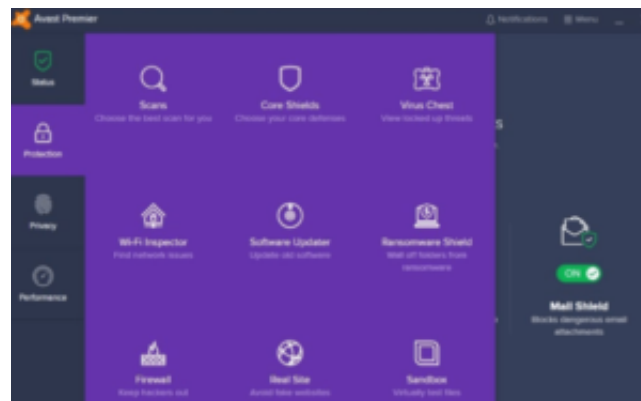 Avast Premier
Notifications
Menu
Status
Protection
Privacy
Performance
Scans
Choose the best scan for you
Core Shields
Choose your core defenses
Virus Chest
View locked up threats
Wi-Fi Inspector
Find network issues
Software Updater
Update old software
Ransomware Shield
Wall off folders from
ransomware
Firewall
Keep hackers out
Real Site
Avoid fake websites
Sandbox
Virtually test files
s
ON
Mail Shield
Blocks dangerous email
attachments